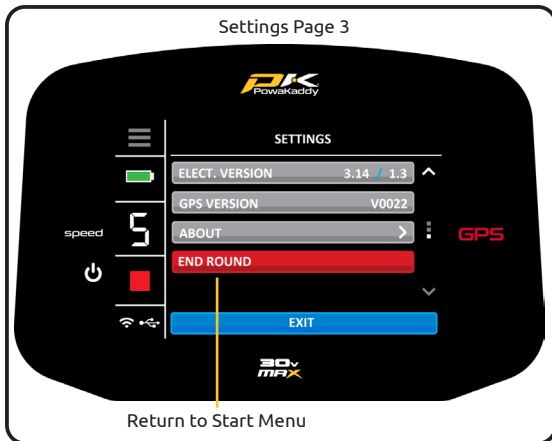 Settings Page 3
PK
PowaKaddy
SETTINGS
ELECT. VERSION 3.14 / 1.3
GPS VERSION V0022
speed 5 ABOUT > GPS
END ROUND
EXIT
30v
MAX
Return to Start Menu